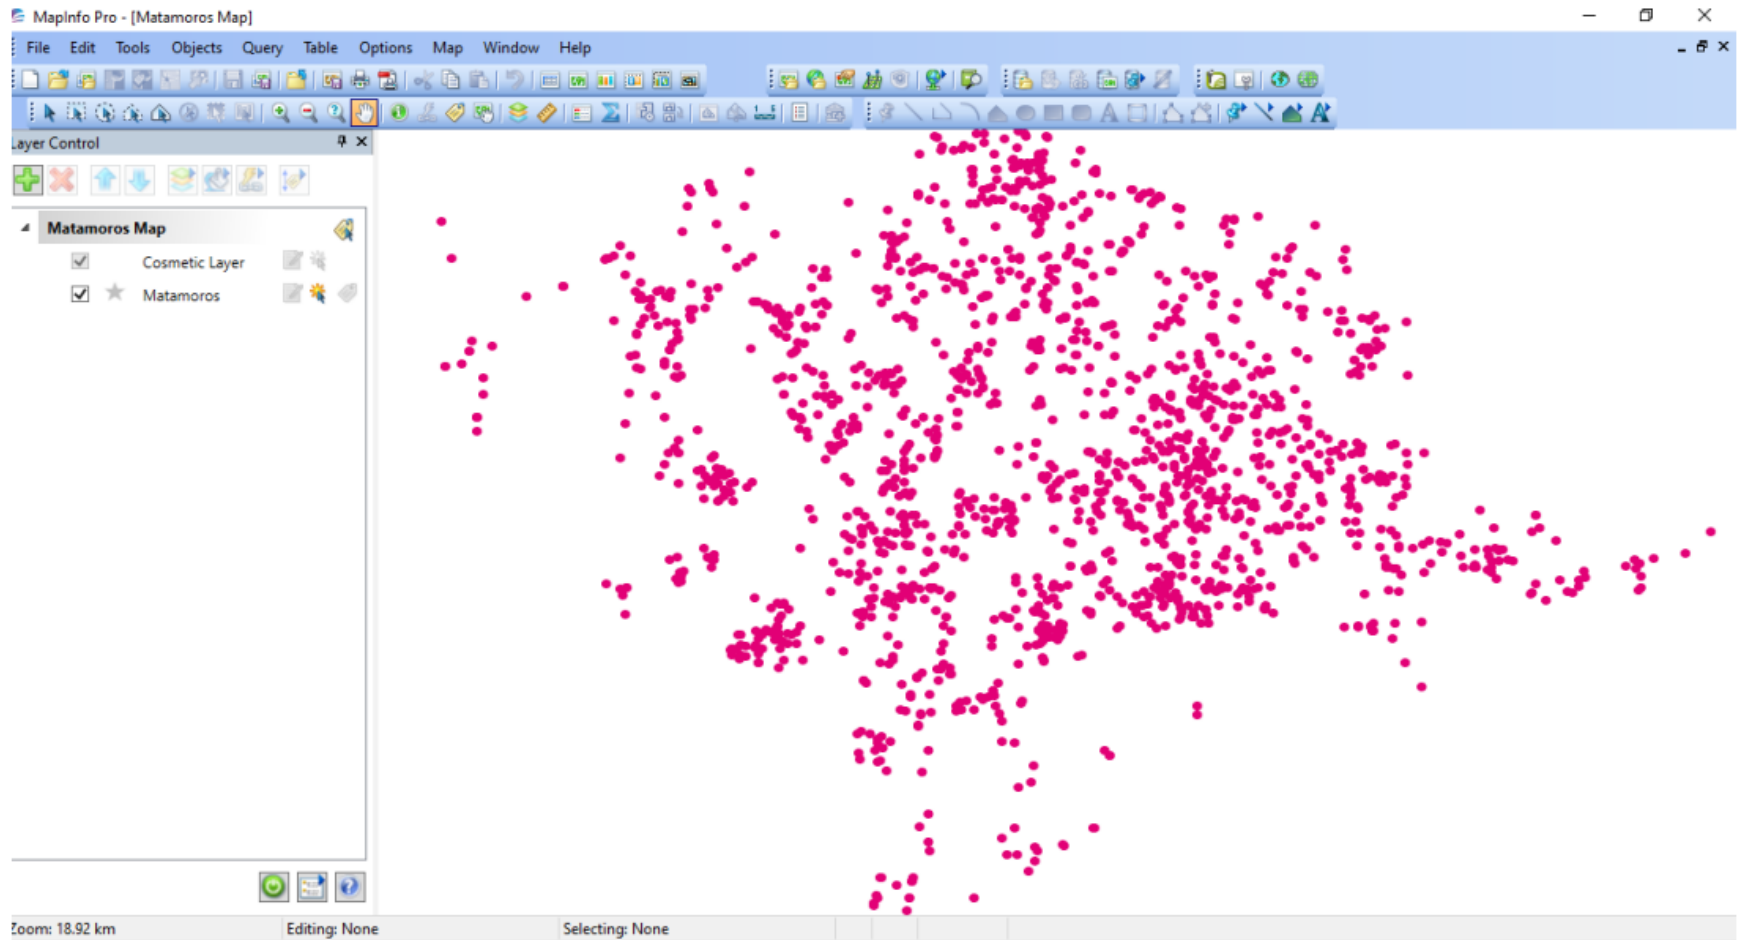 MapInfo Pro - [Matamoros Map]
File Edit Tools Objects Query Table Options Map Window Help
Layer Control
Matamoros Map
Cosmetic Layer
Matamoros
Zoom: 18.92 km Editing: None Selecting: None